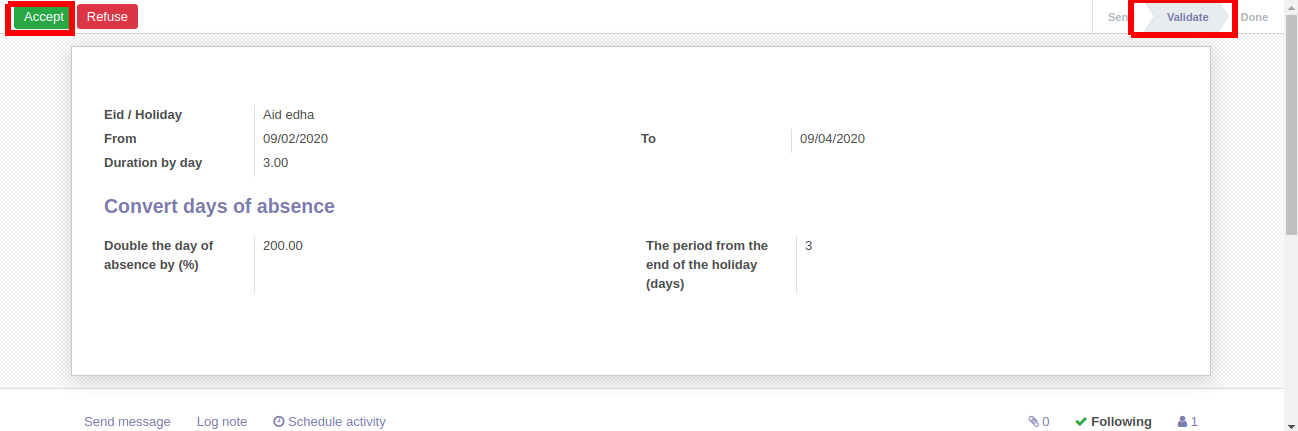 Accept Refuse Sen Validate Done
Eid / Holiday Aid edha
From 09/02/2020 To 09/04/2020
Duration by day 3.00
Convert days of absence
Double the day of absence by (%) 200.00
The period from the end of the holiday (days) 3
Send message Log note Schedule activity 0 Following 1